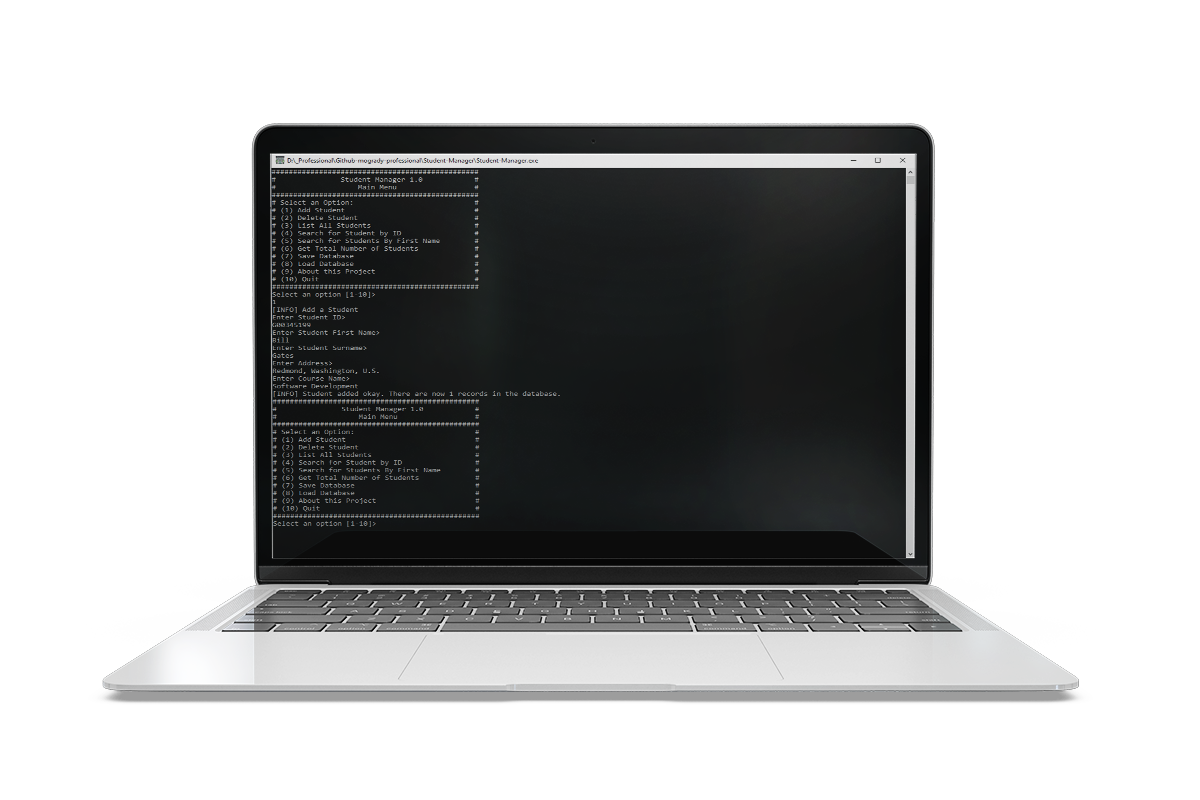 D:\_Professional\Github-mogrady-professional\Student-Manager\Student-Manager.exe
################################################
# Student Manager 1.0 #
# Main Menu #
################################################
# Select an Option: #
# (1) Add Student #
# (2) Delete Student #
# (3) List All Students #
# (4) Search for Student by ID #
# (5) Search for Students By First Name #
# (6) Get Total Number of Students #
# (7) Save Database #
# (8) Load Database #
# (9) About this Project #
# (10) Quit #
################################################
Select an option [1-10]>
1
[INFO] Add a Student
Enter Student ID>
G00345199
Enter Student First Name>
Bill
Enter Student Surname>
Gates
Enter Address>
Redmond, Washington, U.S.
Enter Course Name>
Software Development
[INFO] Student added okay. There are now 1 records in the database.
################################################
# Student Manager 1.0 #
# Main Menu #
################################################
# Select an Option: #
# (1) Add Student #
# (2) Delete Student #
# (3) List All Students #
# (4) Search for Student by ID #
# (5) Search for Students By First Name #
# (6) Get Total Number of Students #
# (7) Save Database #
# (8) Load Database #
# (9) About this Project #
# (10) Quit #
################################################
Select an option [1-10]>